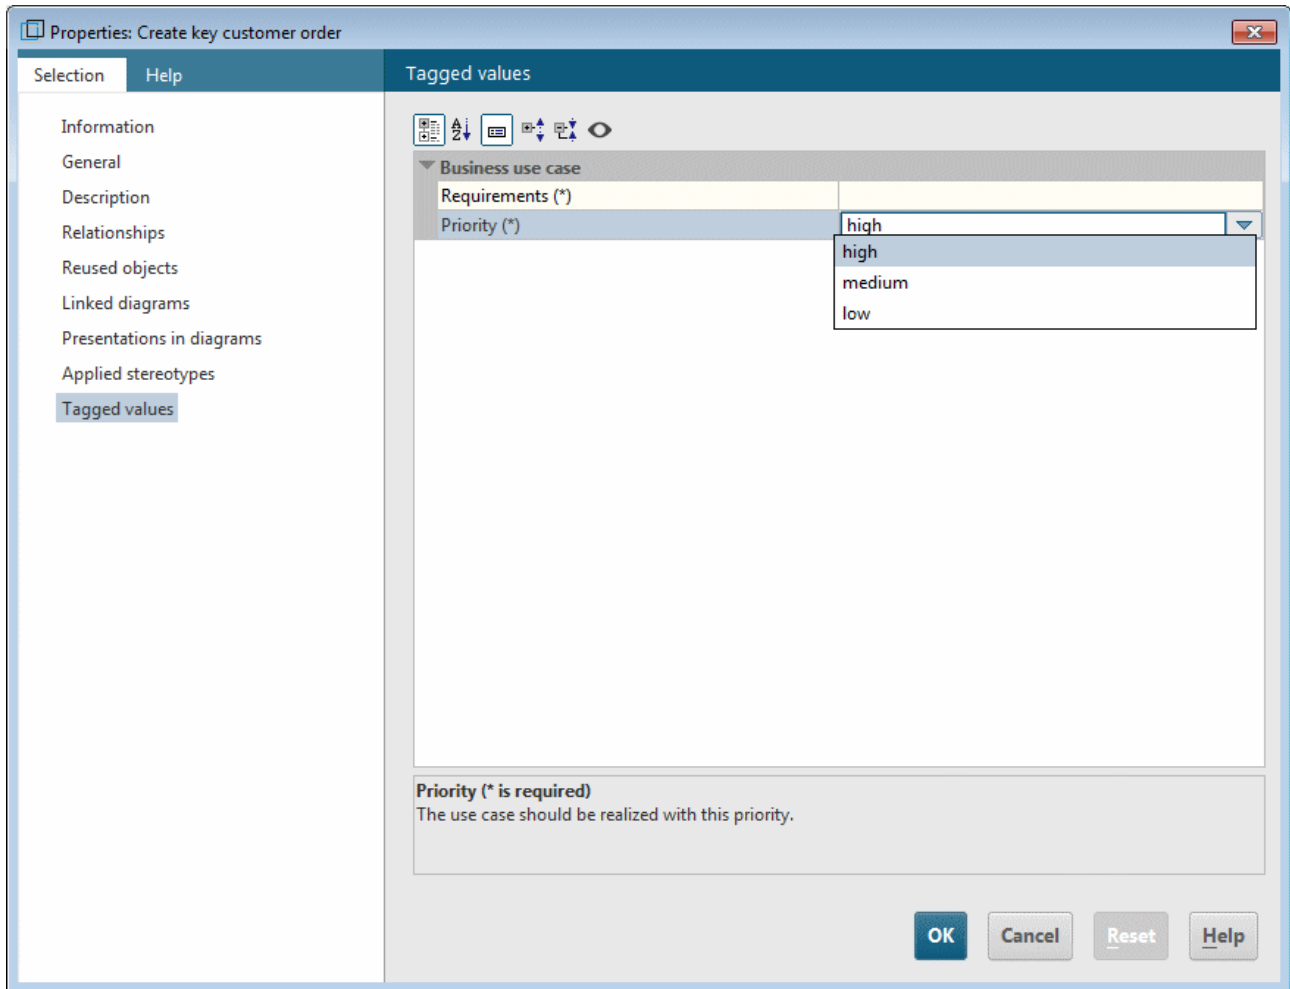 Properties: Create key customer order
Selection
Help
Information
General
Description
Relationships
Reused objects
Linked diagrams
Presentations in diagrams
Applied stereotypes
Tagged values
Tagged values
Business use case
Requirements (*)
Priority (*)
high
high
medium
low
Priority (* is required)
The use case should be realized with this priority.
OK
Cancel
Reset
Help